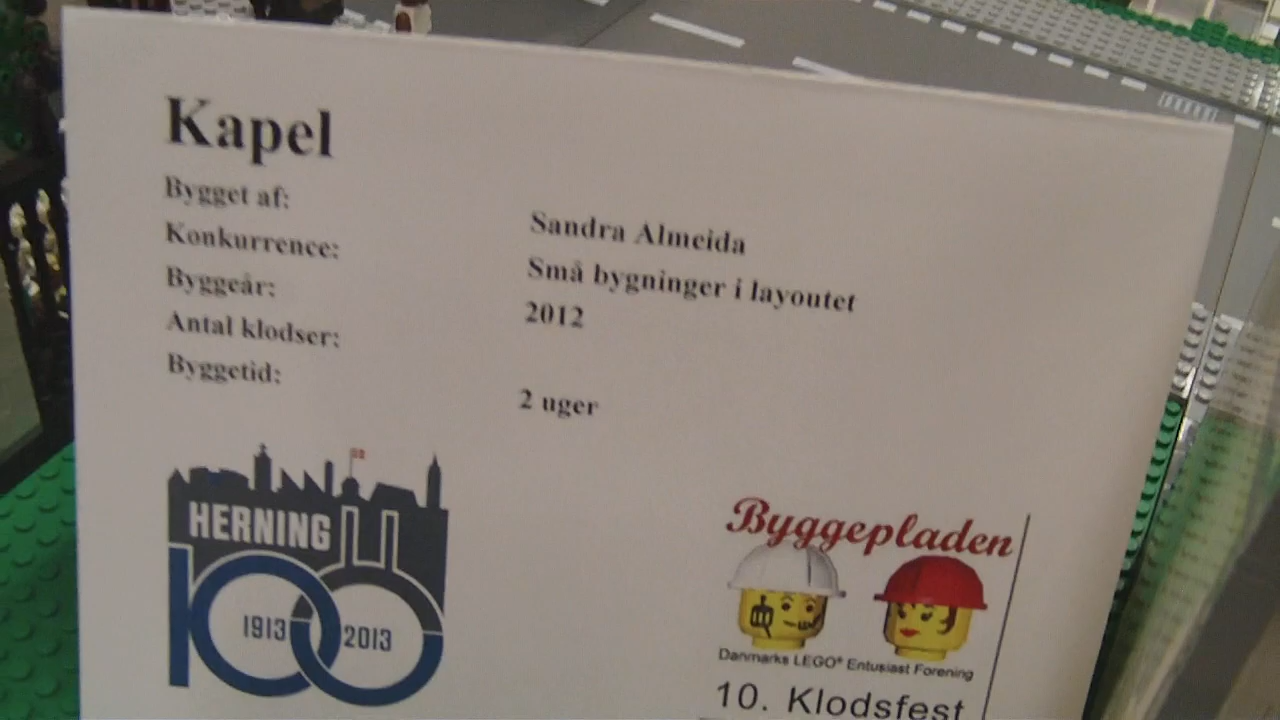 Kapel
Bygget af: Sandra Almeida
Konkurrence: Små bygninger i layoutet
Byggeår: 2012
Antal klodser:
Byggetid: 2 uger
HERNING
100
1913 2013
Byggepladen
Danmarks LEGO® Entusiast Forening
10. Klodsfest